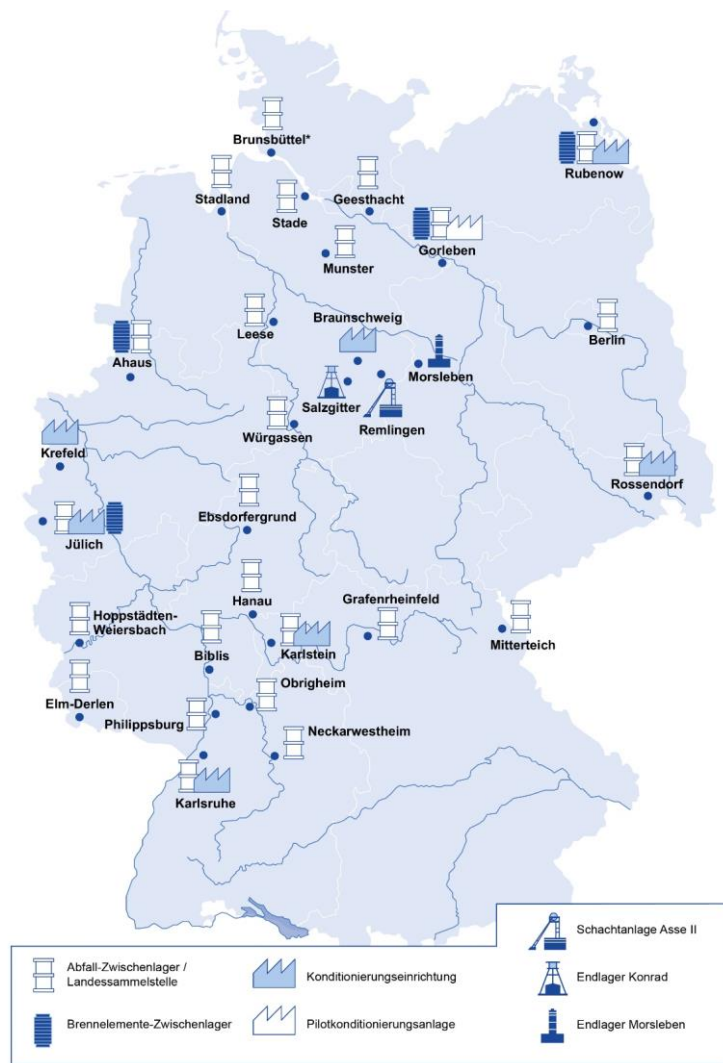 Brunsbüttel*
Rubenow
Stadland
Stade
Geesthacht
Gorleben
Munster
Leese
Braunschweig
Berlin
Ahaus
Morsleben
Salzgitter
Remlingen
Würgassen
Krefeld
Rossendorf
Ebsdorfergrund
Jülich
Hanau
Grafenrheinfeld
Hoppstädten-
Weiersbach
Mitterteich
Karlstein
Biblis
Obrigheim
Elm-Derlen
Philippsburg
Neckarwestheim
Karlsruhe
Abfall-Zwischenlager /
Landessammelstelle
Brennelemente-Zwischenlager
Konditionierungseinrichtung
Pilotkonditionierungsanlage
Schachtanlage Asse II
Endlager Konrad
Endlager Morsleben